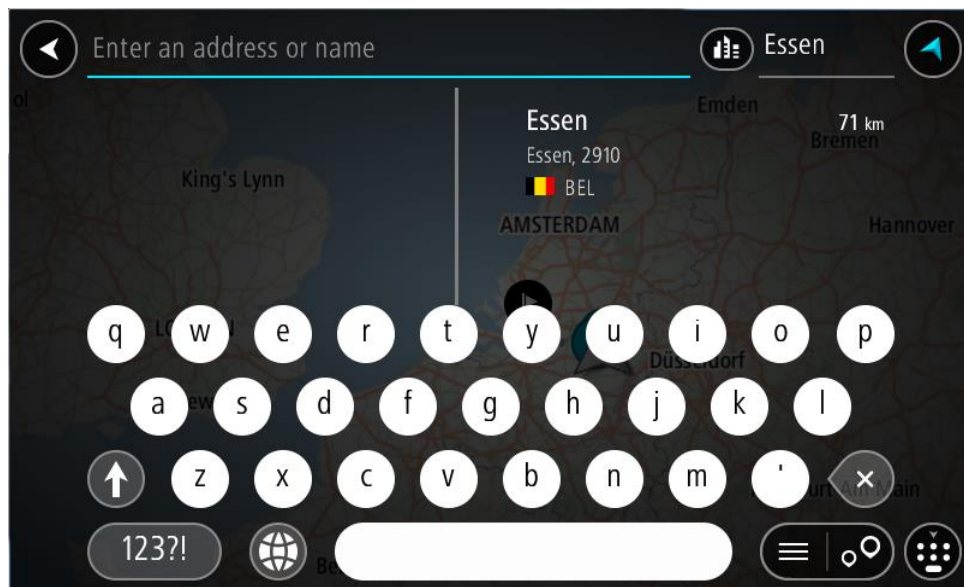 Enter an address or name
Essen
Essen
71 km
Emden
Bremen
Essen, 2910
BEL
King's Lynn
AMSTERDAM
Hannover
q w e r t y u i o p
Düsseldorf
a s d f g h j k l
z x c v b n m '
123?!